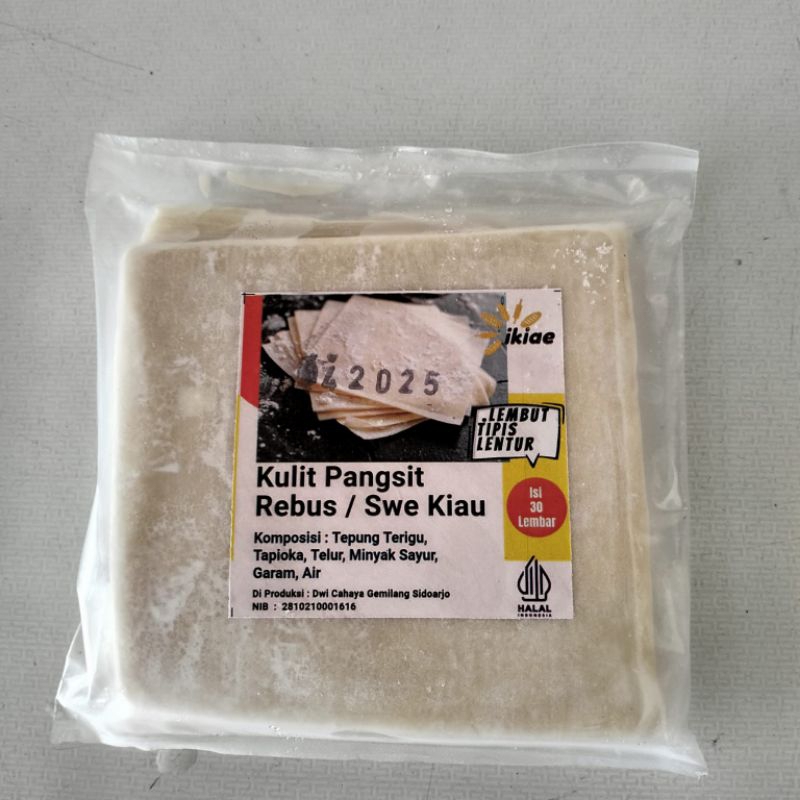 ikiae
2025
.LEMBUT
TIPIS
LENTUR
Kulit Pangsit
Rebus / Swe Kiau
Isi
30
Lembar
Komposisi : Tepung Terigu,
Tapioka, Telur, Minyak Sayur,
Garam, Air
Di Produksi : Dwi Cahaya Gemilang Sidoarjo
NIB : 2810210001616
HALAL
INDONESIA